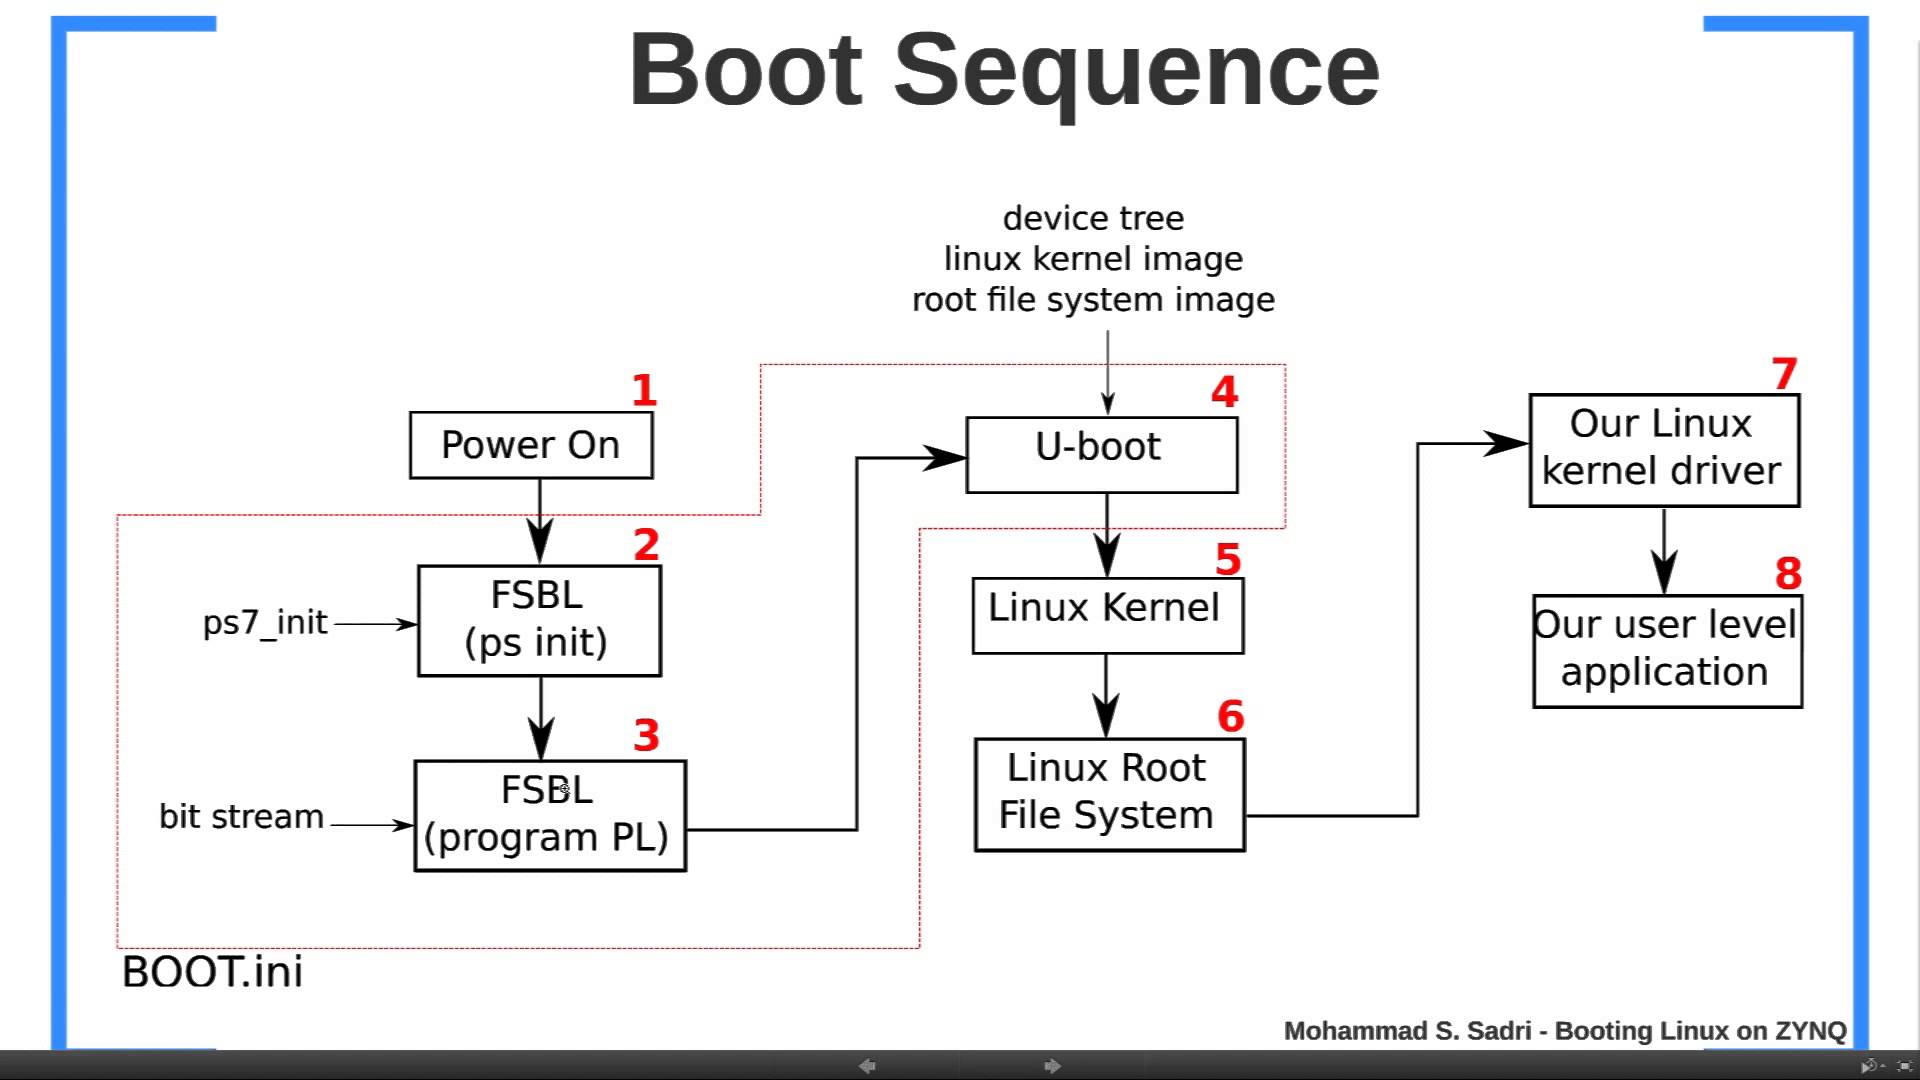 Boot Sequence
device tree
linux kernel image
root file system image
1
Power On
2
FSBL
(ps init)
ps7_init
3
FSBL
(program PL)
bit stream
4
U-boot
5
Linux Kernel
6
Linux Root
File System
7
Our Linux
kernel driver
8
Our user level
application
BOOT.ini
Mohammad S. Sadri - Booting Linux on ZYNQ